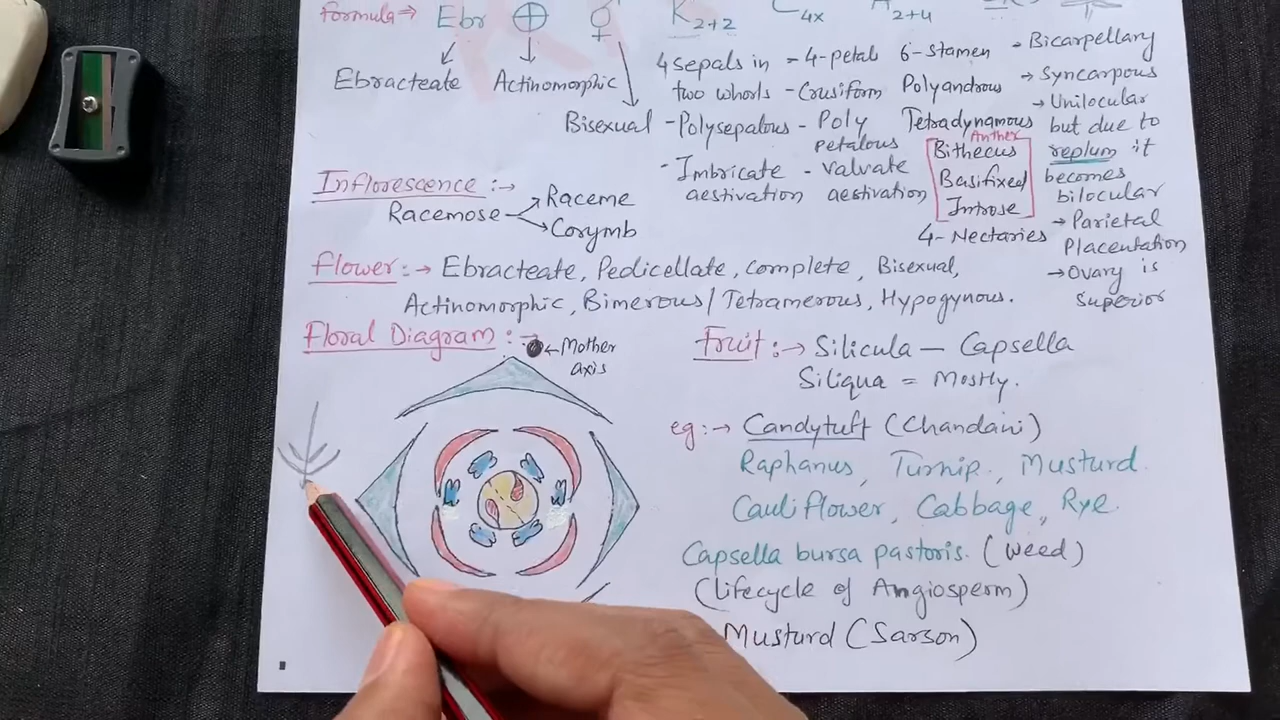 Formula → Ebr ⊕ ⚥ K2+2 C4x A2+4
Ebracteate Actinomorphic
Bisexual
4 sepals in
two whorls
- Polysepalous
- Imbricate
aestivation
- 4-petal
- Crusiform
- Poly
petalous
- Valvate
aestivation
6-stamen
Polyandrous
Tetradynamous
Anther
Bithecus
Basifixed
Introse
4-Nectaries
→ Bicarpellary
→ Syncarpous
→ Unilocular
but due to
replum it
becomes
bilocular
→ Parietal
Placentation
→ Ovary is
superior
Inflorescence :→
Racemose
Raceme
Corymb
flower :→ Ebracteate, Pedicellate, complete, Bisexual,
Actinomorphic, Bimerous/Tetramerous, Hypogynous.
Floral Diagram :→
← Mother
axis
Fruit :→ Silicula — Capsella
Siliqua = Mostly.
eg :→ Candytuft (Chandani)
Raphanus, Turnip, Musturd
Cauliflower, Cabbage, Rye.
Capsella bursa pastoris. (weed)
(lifecycle of Angiosperm)
Musturd (Sarson)